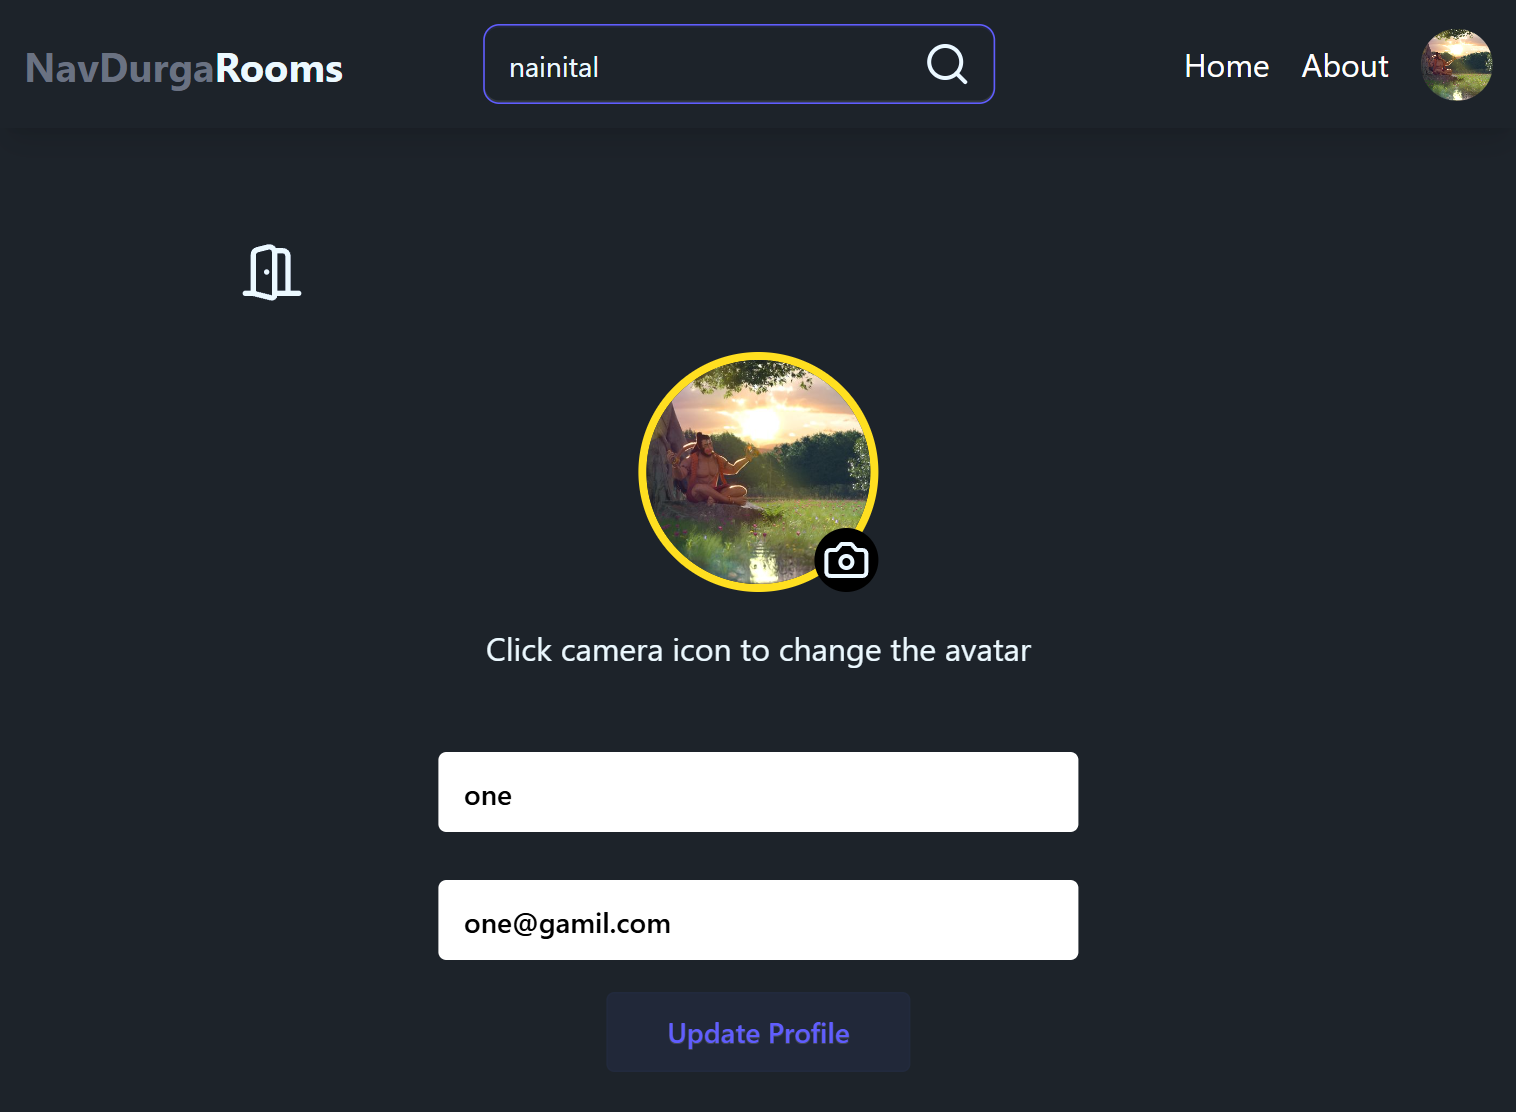 NavDurgaRooms
nainital
Home About
Click camera icon to change the avatar
one
one@gamil.com
Update Profile